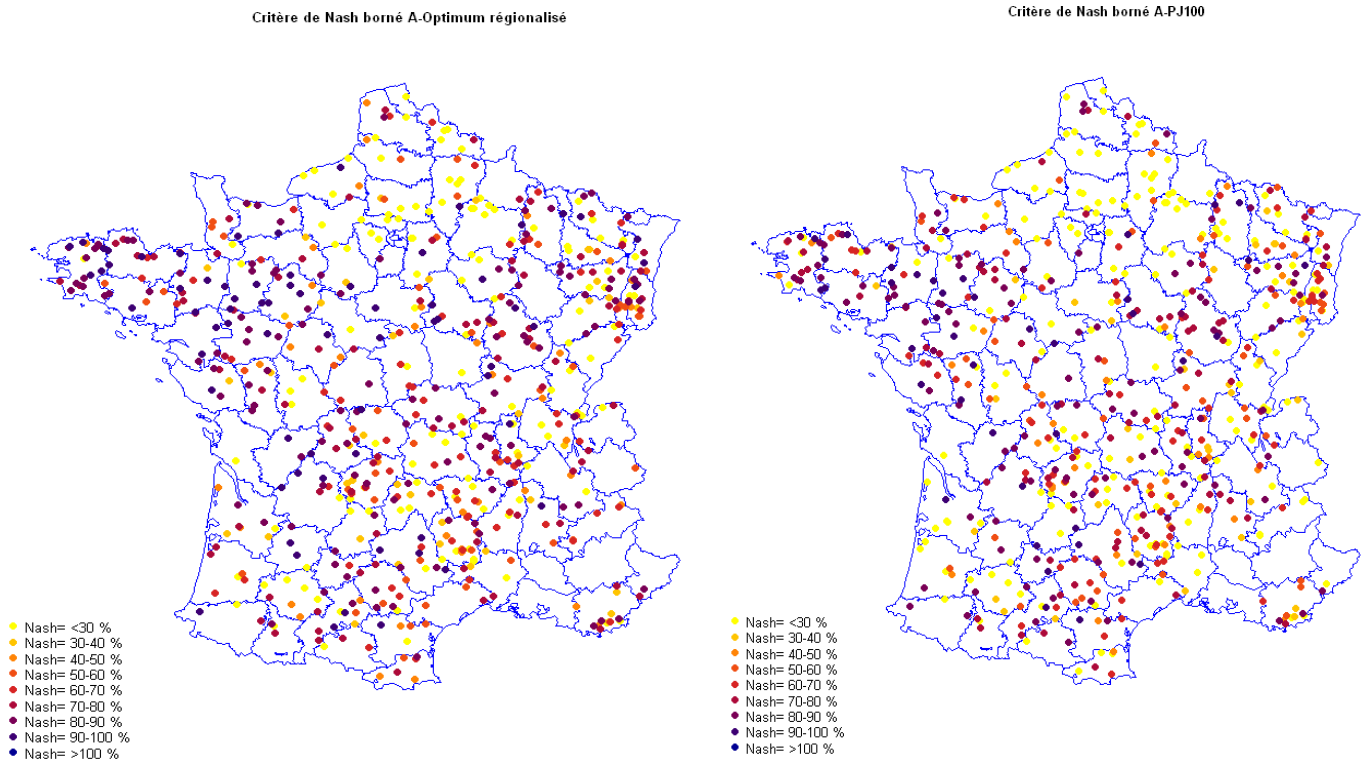 Critère de Nash borné A-Optimum régionalisé
Nash= <30 %
Nash= 30-40 %
Nash= 40-50 %
Nash= 50-60 %
Nash= 60-70 %
Nash= 70-80 %
Nash= 80-90 %
Nash= 90-100 %
Nash= >100 %
Critère de Nash borné A-PJ100
Nash= <30 %
Nash= 30-40 %
Nash= 40-50 %
Nash= 50-60 %
Nash= 60-70 %
Nash= 70-80 %
Nash= 80-90 %
Nash= 90-100 %
Nash= >100 %